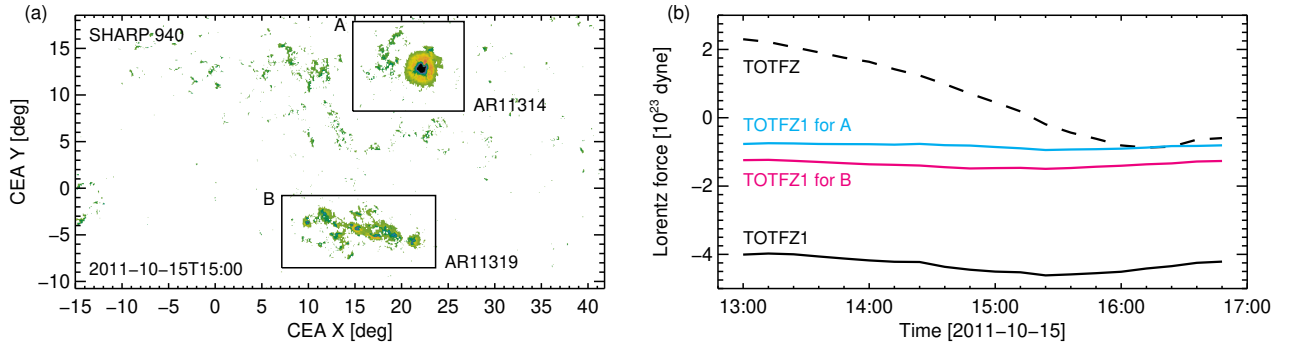 (a)
SHARP 940
A
AR11314
B
AR11319
2011-10-15T15:00
15
10
5
0
−5
−10
CEA Y [deg]
−15 −10 −5 0 5 10 15 20 25 30 35 40
CEA X [deg]
(b)
TOTFZ
TOTFZ1 for A
TOTFZ1 for B
TOTFZ1
2
0
−2
−4
Lorentz force [10²³ dyne]
13:00 14:00 15:00 16:00 17:00
Time [2011-10-15]